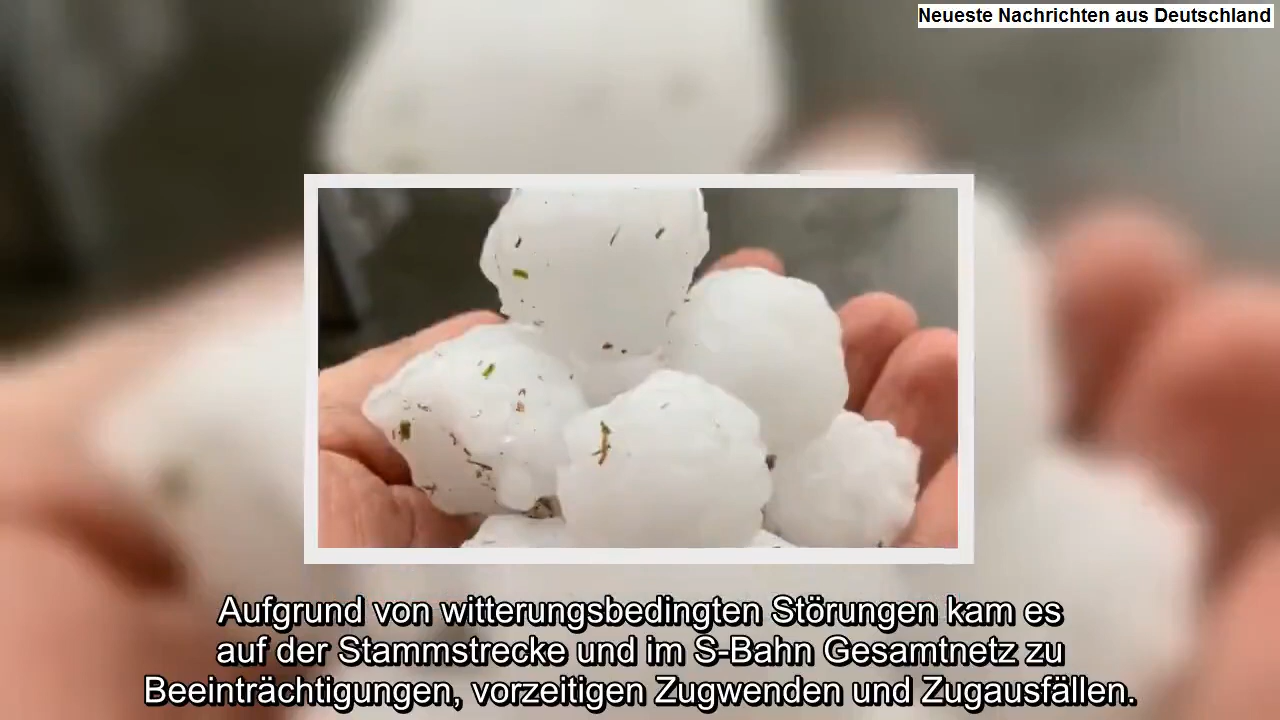 Neueste Nachrichten aus Deutschland
Aufgrund von witterungsbedingten Störungen kam es
auf der Stammstrecke und im S-Bahn Gesamtnetz zu
Beeinträchtigungen, vorzeitigen Zugwenden und Zugausfällen.